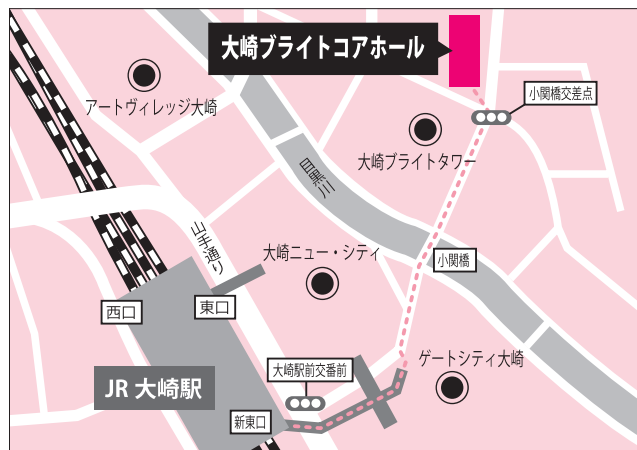 大崎ブライトコアホール
アートヴィレッジ大崎
小関橋交差点
大崎ブライトタワー
目黒川
山手通り
大崎ニュー・シティ
小関橋
西口
東口
ゲートシティ大崎
大崎駅前交番前
JR 大崎駅
新東口